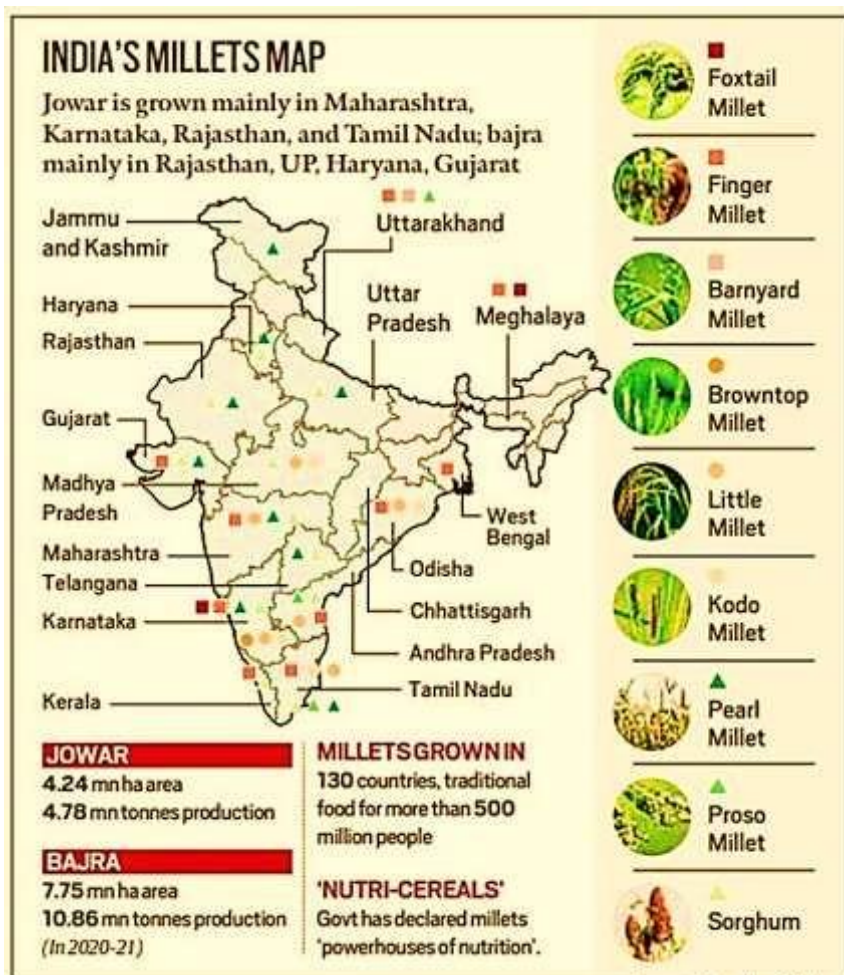 INDIA'S MILLETS MAP
Jowar is grown mainly in Maharashtra,
Karnataka, Rajasthan, and Tamil Nadu; bajra
mainly in Rajasthan, UP, Haryana, Gujarat
Jammu
and Kashmir
Uttarakhand
Haryana
Uttar
Pradesh
Meghalaya
Rajasthan
Gujarat
Madhya
Pradesh
West
Bengal
Maharashtra
Odisha
Telangana
Chhattisgarh
Karnataka
Andhra Pradesh
Tamil Nadu
Kerala
JOWAR
4.24 mn ha area
4.78 mn tonnes production
BAJRA
7.75 mn ha area
10.86 mn tonnes production
(In 2020-21)
MILLETS GROWN IN
130 countries, traditional
food for more than 500
million people
'NUTRI-CEREALS'
Govt has declared millets
'powerhouses of nutrition'.
Foxtail
Millet
Finger
Millet
Barnyard
Millet
Browntop
Millet
Little
Millet
Kodo
Millet
Pearl
Millet
Proso
Millet
Sorghum